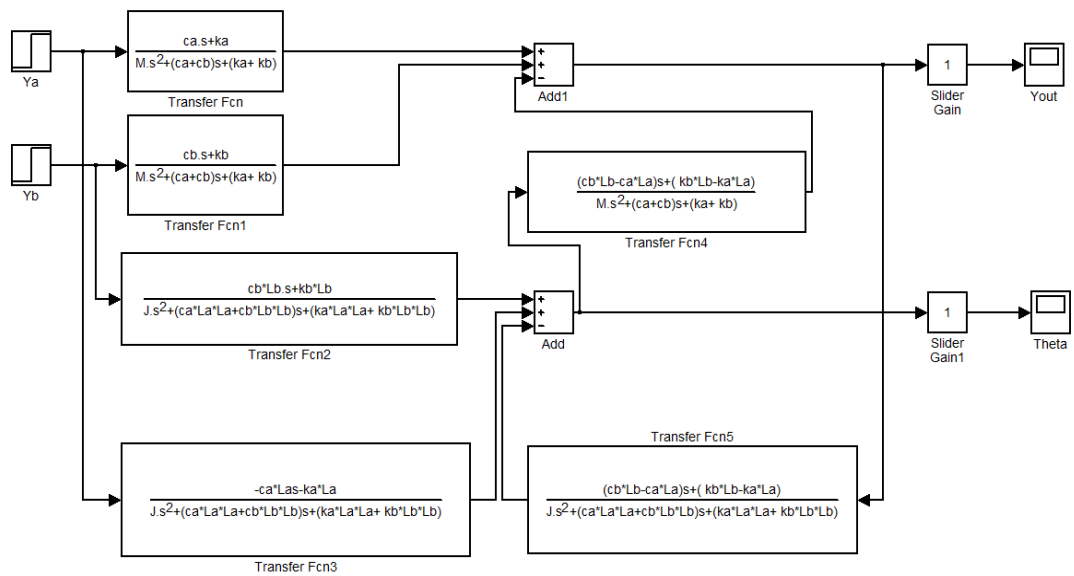 Ya
ca.s+ka
M.s2+(ca+cb)s+(ka+ kb)
Transfer Fcn
+
+
−
Add1
1
Slider
Gain
Yout
Yb
cb.s+kb
M.s2+(ca+cb)s+(ka+ kb)
Transfer Fcn1
(cb*Lb-ca*La)s+( kb*Lb-ka*La)
M.s2+(ca+cb)s+(ka+ kb)
Transfer Fcn4
cb*Lb.s+kb*Lb
J.s2+(ca*La*La+cb*Lb*Lb)s+(ka*La*La+ kb*Lb*Lb)
Transfer Fcn2
+
+
−
Add
1
Slider
Gain1
Theta
-ca*Las-ka*La
J.s2+(ca*La*La+cb*Lb*Lb)s+(ka*La*La+ kb*Lb*Lb)
Transfer Fcn3
Transfer Fcn5
(cb*Lb-ca*La)s+( kb*Lb-ka*La)
J.s2+(ca*La*La+cb*Lb*Lb)s+(ka*La*La+ kb*Lb*Lb)